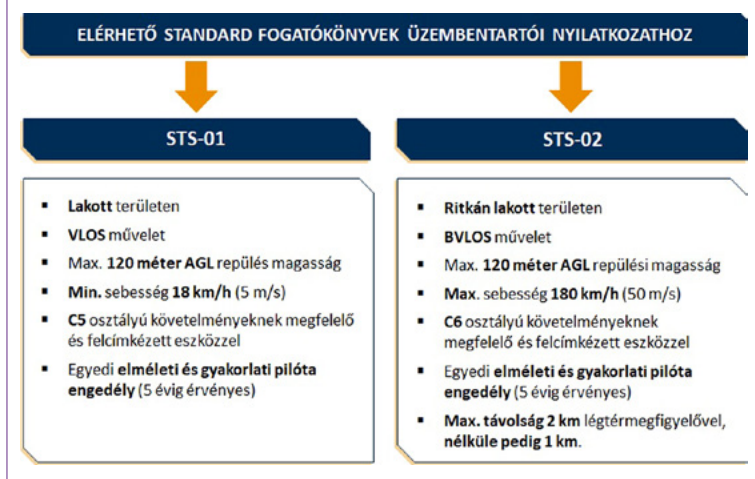 ELÉRHETŐ STANDARD FOGATÓKÖNYVEK ÜZEMBENTARTÓI NYILATKOZATHOZ
STS-01
▪ Lakott területen
▪ VLOS művelet
▪ Max. 120 méter AGL repülés magasság
▪ Min. sebesség 18 km/h (5 m/s)
▪ C5 osztályú követelményeknek megfelelő
és felcímkézett eszközzel
▪ Egyedi elméleti és gyakorlati pilóta
engedély (5 évig érvényes)
STS-02
▪ Ritkán lakott területen
▪ BVLOS művelet
▪ Max. 120 méter AGL repülési magasság
▪ Max. sebesség 180 km/h (50 m/s)
▪ C6 osztályú követelményeknek
megfelelő és felcímkézett eszközzel
▪ Egyedi elméleti és gyakorlati pilóta
engedély (5 évig érvényes)
▪ Max. távolság 2 km légtérmegfigyelővel,
nélküle pedig 1 km.